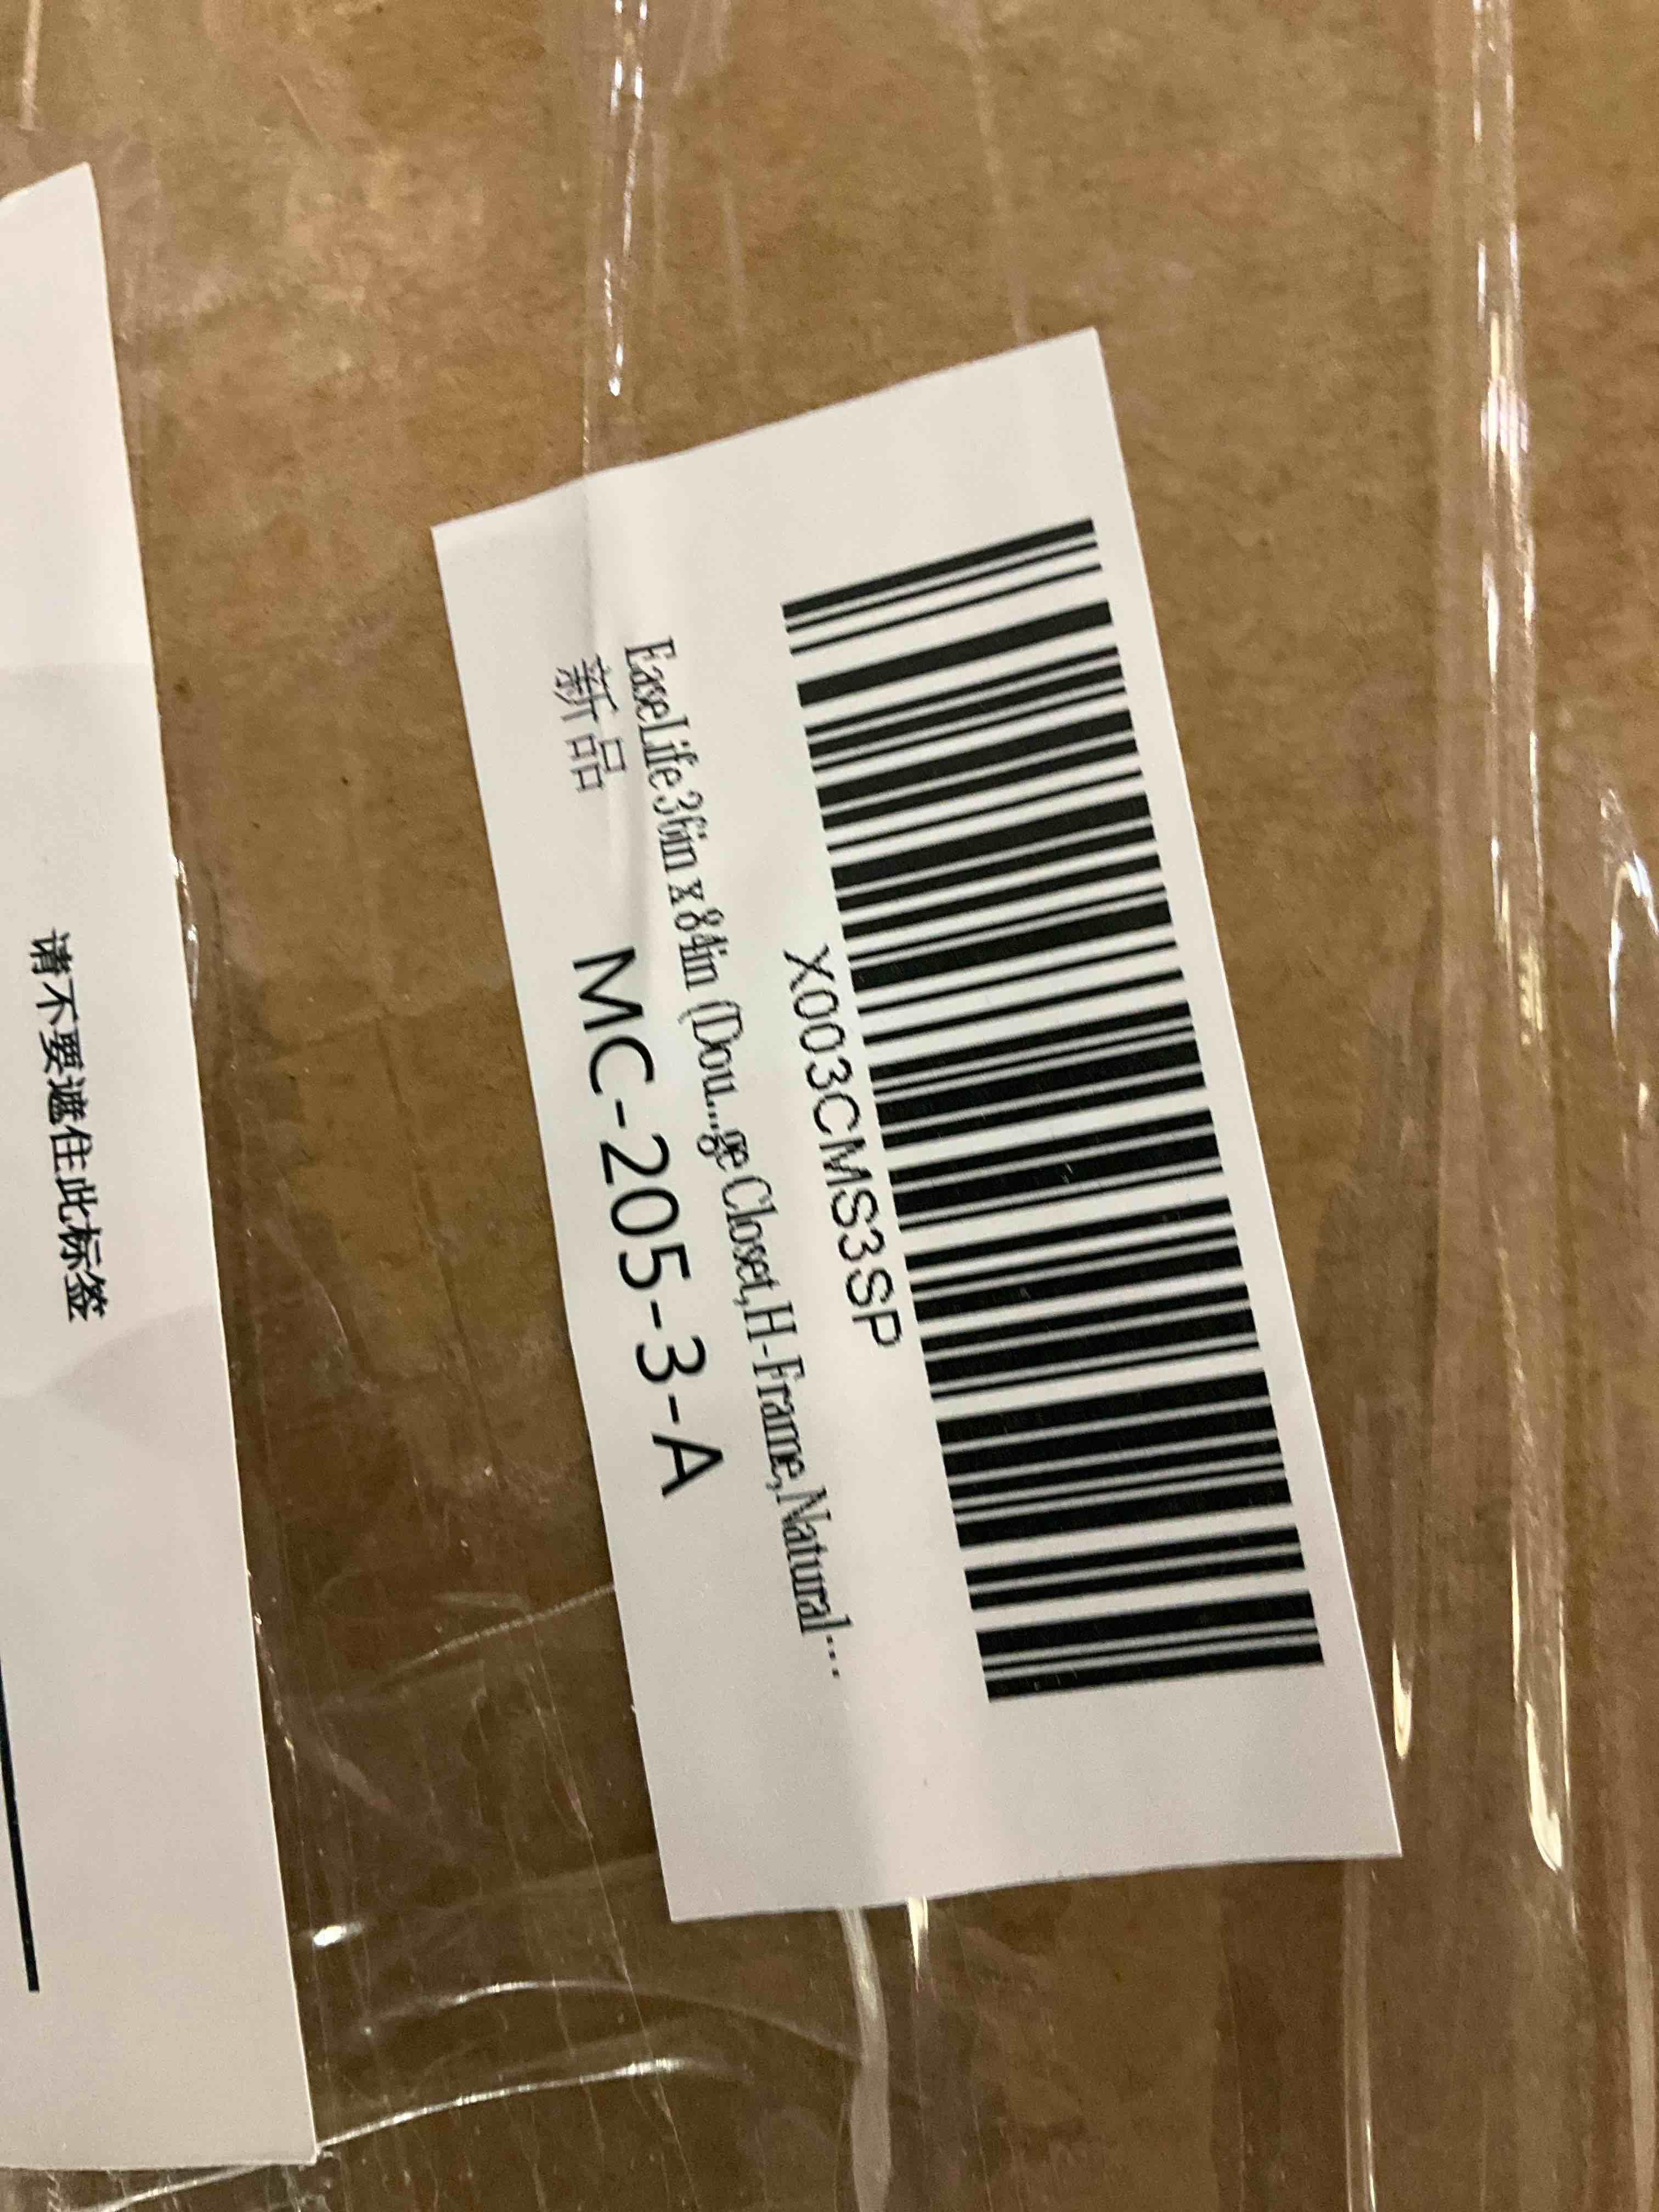 X003CMS3SP
EaseLife 36in x 84in (Dou...ge Closet,H-Frame,Natural…
新品
MC-205-3-A
请不要遮住此标签